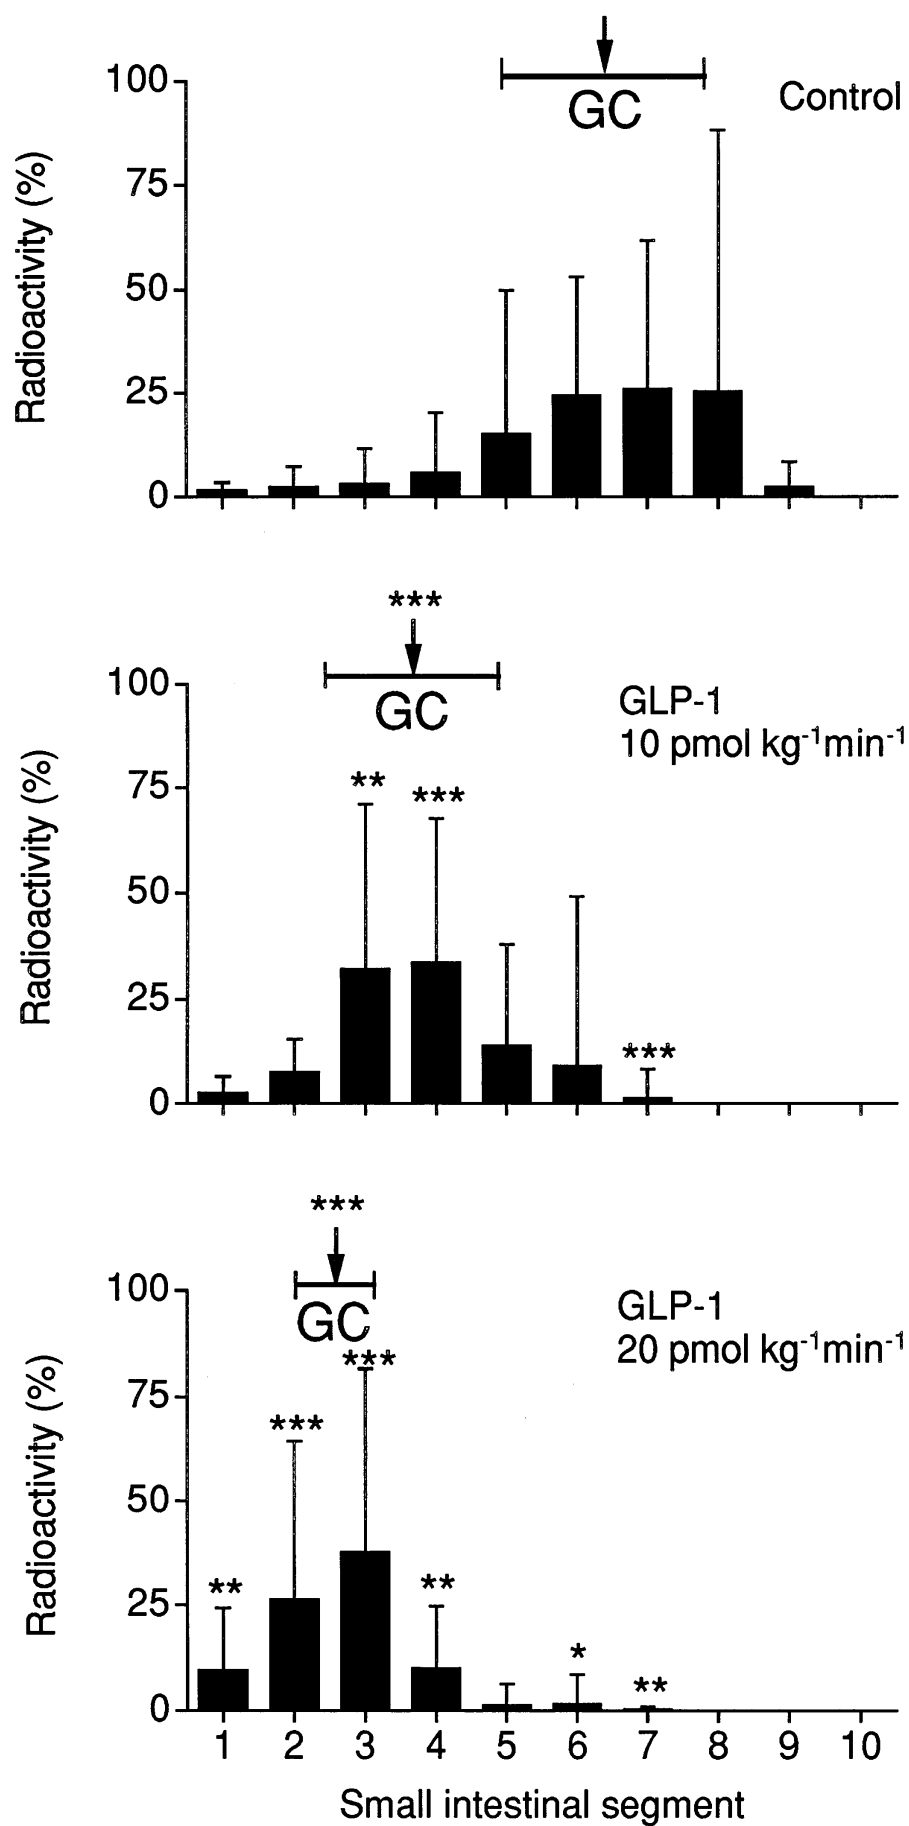 Control
GC
Radioactivity (%)
100
75
50
25
0
***
GC
GLP-1
10 pmol kg⁻¹min⁻¹
Radioactivity (%)
100
75
50
25
0
**
***
***
***
GC
GLP-1
20 pmol kg⁻¹min⁻¹
Radioactivity (%)
100
75
50
25
0
**
***
***
**
*
**
1 2 3 4 5 6 7 8 9 10
Small intestinal segment